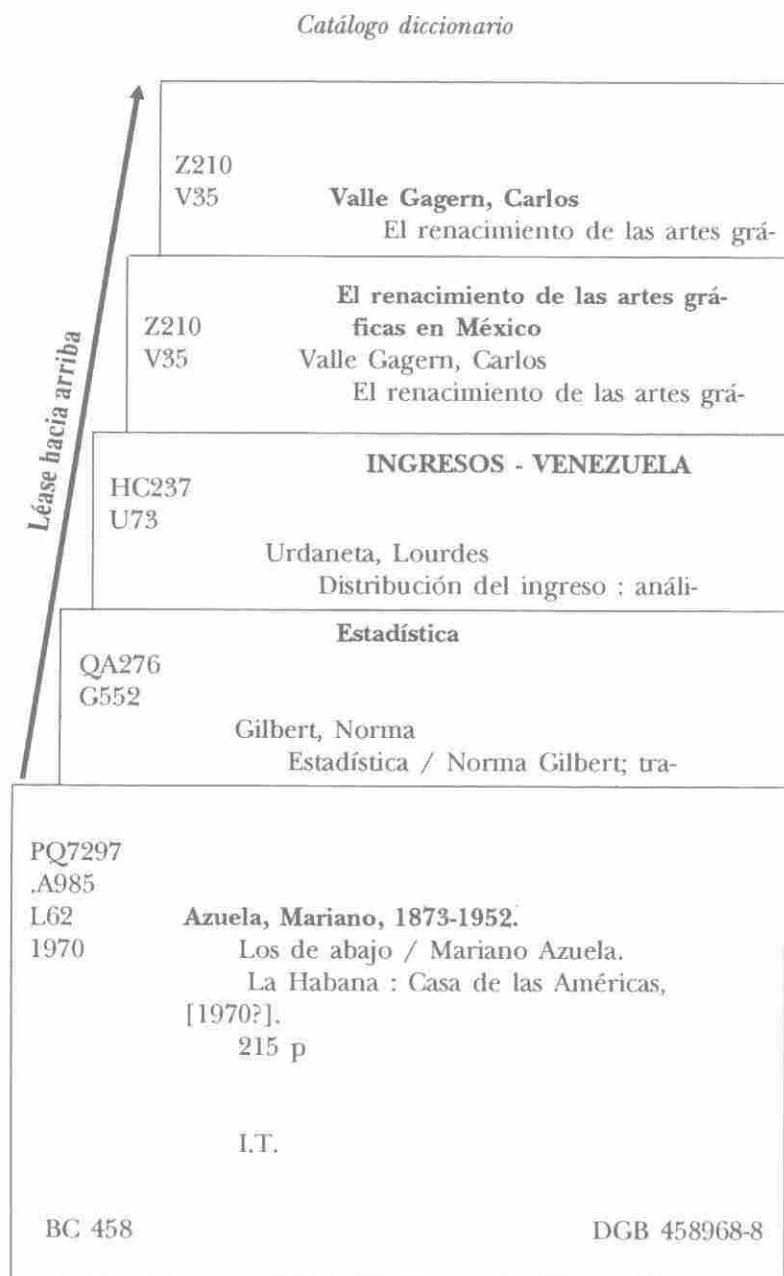 Catálogo diccionario
Léase hacia arriba
Z210
V35 Valle Gagern, Carlos
El renacimiento de las artes grá-
El renacimiento de las artes grá-
Z210 ficas en México
V35 Valle Gagern, Carlos
El renacimiento de las artes grá-
INGRESOS - VENEZUELA
HC237
U73
Urdaneta, Lourdes
Distribución del ingreso : análi-
Estadística
QA276
G552
Gilbert, Norma
Estadística / Norma Gilbert; tra-
PQ7297
.A985
L62 Azuela, Mariano, 1873-1952.
1970 Los de abajo / Mariano Azuela.
La Habana : Casa de las Américas,
[1970?].
215 p
I.T.
BC 458 DGB 458968-8